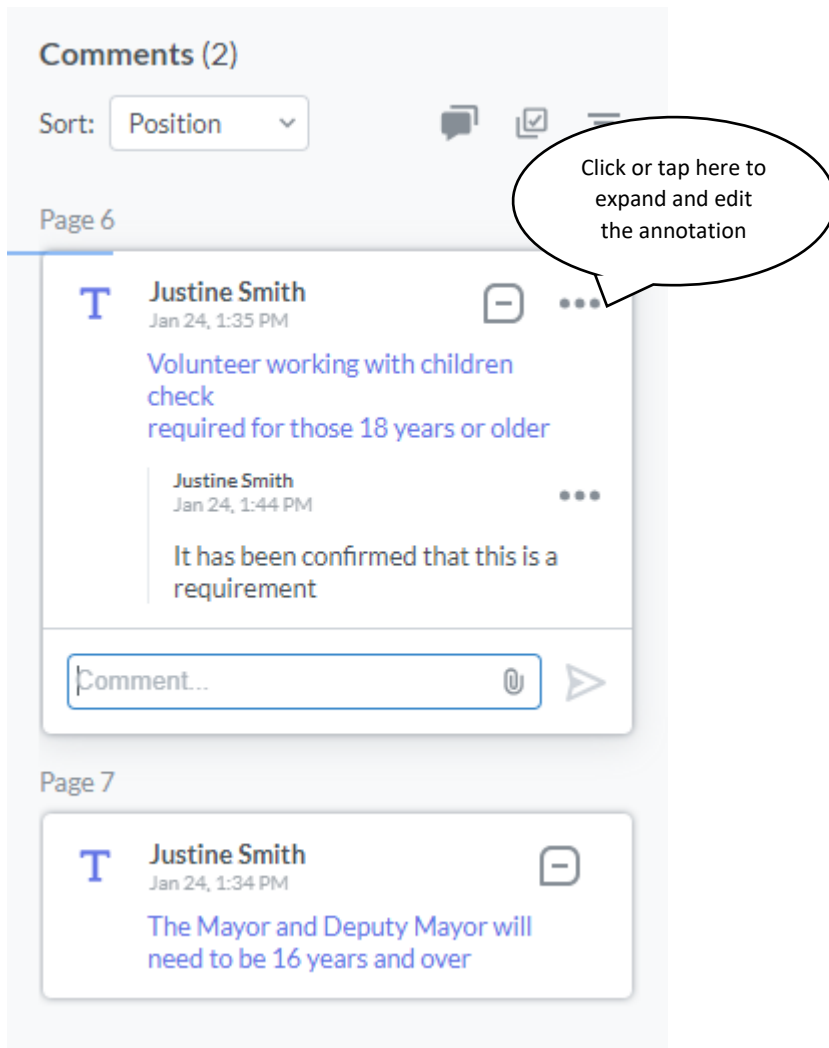 Comments (2)
Sort: Position
Click or tap here to
expand and edit
the annotation
Page 6
T Justine Smith
Jan 24, 1:35 PM
Volunteer working with children
check
required for those 18 years or older
Justine Smith
Jan 24, 1:44 PM
It has been confirmed that this is a
requirement
Comment...
Page 7
T Justine Smith
Jan 24, 1:34 PM
The Mayor and Deputy Mayor will
need to be 16 years and over